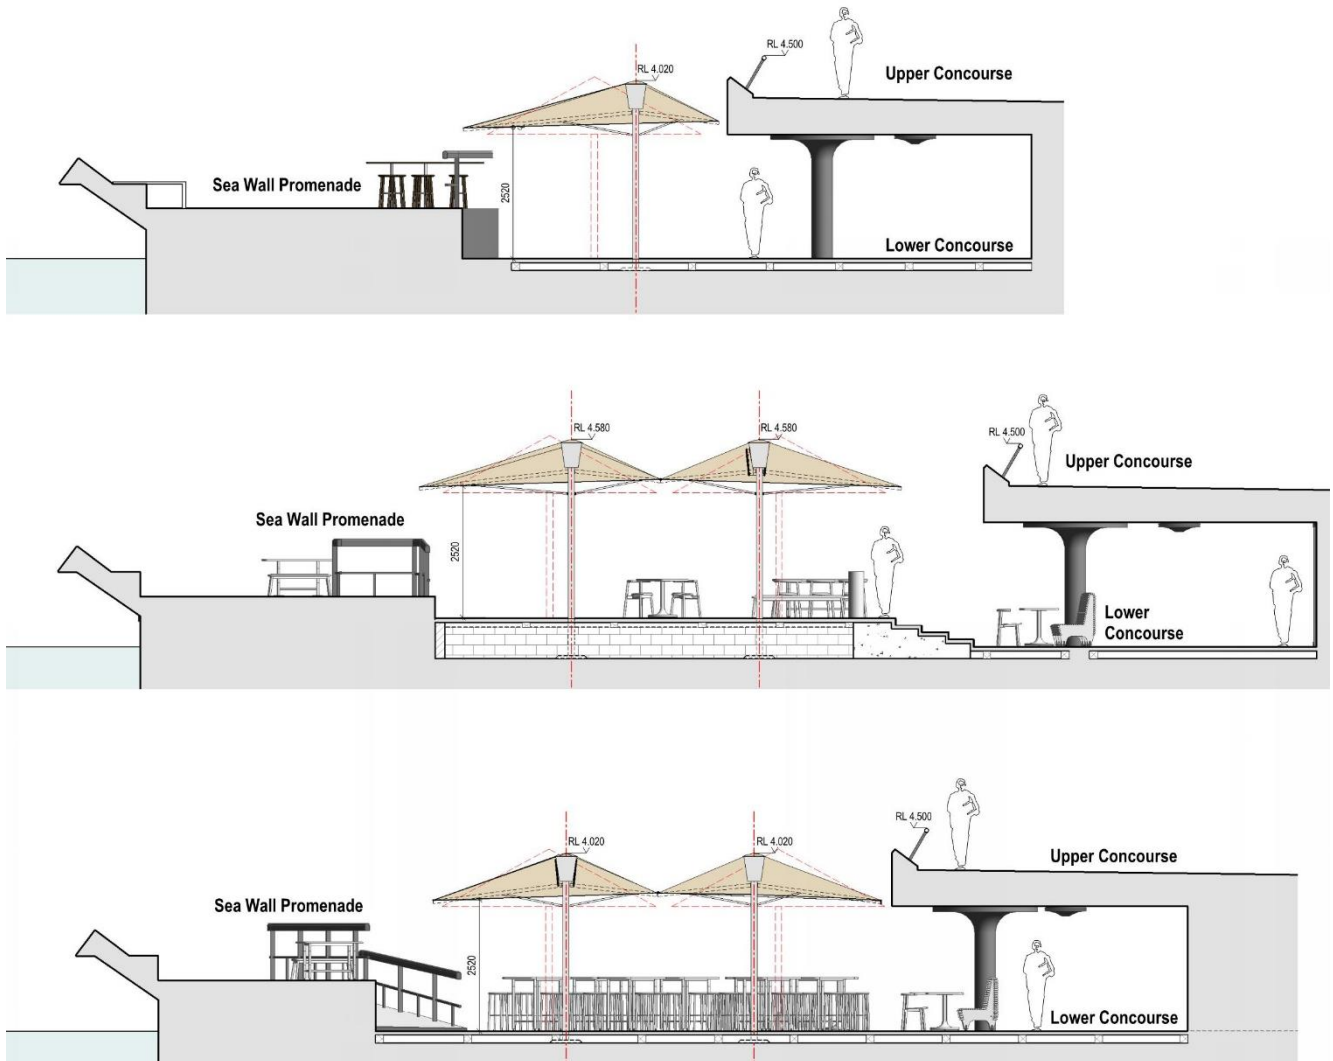 RL 4.500
RL 4.020
Upper Concourse
Sea Wall Promenade
2520
Lower Concourse
RL 4.580
RL 4.580
RL 4.500
Upper Concourse
Sea Wall Promenade
2520
Lower
Concourse
RL 4.500
RL 4.020
RL 4.020
Upper Concourse
Sea Wall Promenade
2520
Lower Concourse